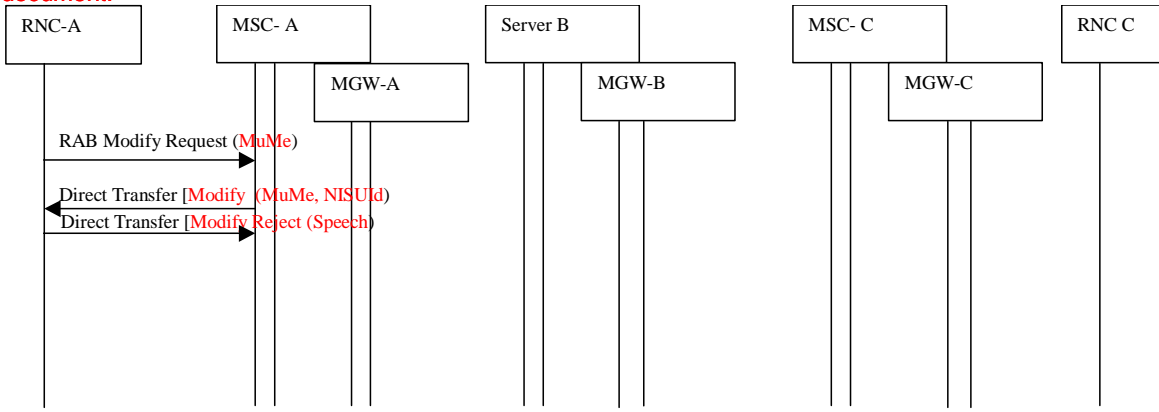 document.
RNC-A
MSC- A
Server B
MSC- C
RNC C
MGW-A
MGW-B
MGW-C
RAB Modify Request (MuMe)
Direct Transfer [Modify (MuMe, NISUId)
Direct Transfer [Modify Reject (Speech)